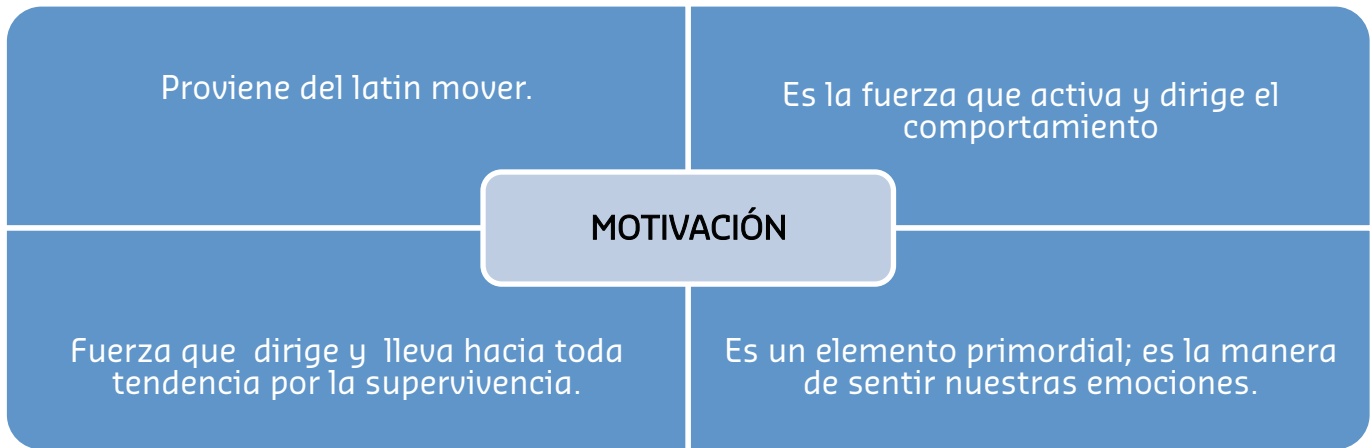 Proviene del latin mover.
Es la fuerza que activa y dirige el
comportamiento
MOTIVACIÓN
Fuerza que  dirige y  lleva hacia toda
tendencia por la supervivencia.
Es un elemento primordial; es la manera
de sentir nuestras emociones.